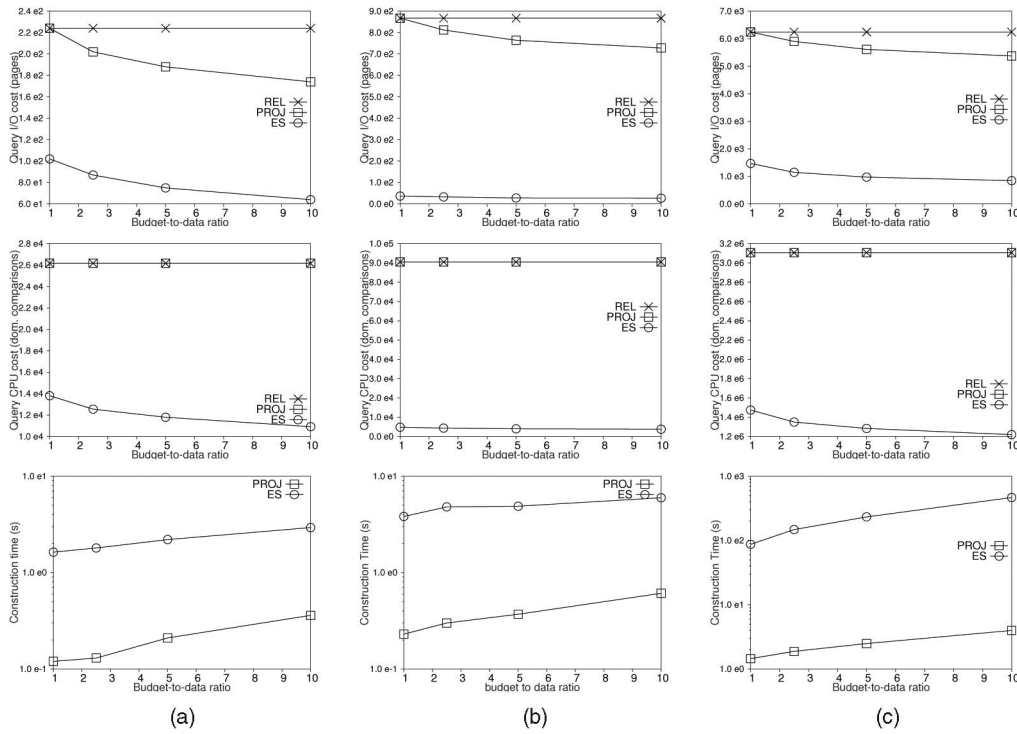 Query I/O cost (pages)
2.4 e2
2.2 e2
2.0 e2
1.8 e2
1.6 e2
1.4 e2
1.2 e2
1.0 e2
8.0 e1
6.0 e1
REL
PROJ
ES
1 2 3 4 5 6 7 8 9 10
Budget-to-data ratio
Query I/O cost (pages)
9.0 e2
8.0 e2
7.0 e2
6.0 e2
5.0 e2
4.0 e2
3.0 e2
2.0 e2
1.0 e2
0.0 e0
REL
PROJ
ES
1 2 3 4 5 6 7 8 9 10
Budget-to-data ratio
Query I/O cost (pages)
7.0 e3
6.0 e3
5.0 e3
4.0 e3
3.0 e3
2.0 e3
1.0 e3
0.0 e0
REL
PROJ
ES
1 2 3 4 5 6 7 8 9 10
Budget-to-data ratio
Query CPU cost (dom. comparisons)
2.8 e4
2.6 e4
2.4 e4
2.2 e4
2.0 e4
1.8 e4
1.6 e4
1.4 e4
1.2 e4
1.0 e4
REL
PROJ
ES
1 2 3 4 5 6 7 8 9 10
Budget-to-data ratio
Query CPU cost (dom. comparisons)
1.0 e5
9.0 e4
8.0 e4
7.0 e4
6.0 e4
5.0 e4
4.0 e4
3.0 e4
2.0 e4
1.0 e4
0.0 e0
REL
PROJ
ES
1 2 3 4 5 6 7 8 9 10
Budget-to-data ratio
Query CPU cost (dom. comparisons)
3.2 e6
3.0 e6
2.8 e6
2.6 e6
2.4 e6
2.2 e6
2.0 e6
1.8 e6
1.6 e6
1.4 e6
1.2 e6
REL
PROJ
ES
1 2 3 4 5 6 7 8 9 10
Budget-to-data ratio
Construction time (s)
1.0 e1
1.0 e0
1.0 e-1
PROJ
ES
1 2 3 4 5 6 7 8 9 10
Budget-to-data ratio
Construction Time (s)
1.0 e1
1.0 e0
1.0 e-1
PROJ
ES
1 2 3 4 5 6 7 8 9 10
budget to data ratio
Construction Time (s)
1.0 e3
1.0 e2
1.0 e1
1.0 e0
PROJ
ES
1 2 3 4 5 6 7 8 9 10
Budget-to-data ratio
(a)
(b)
(c)